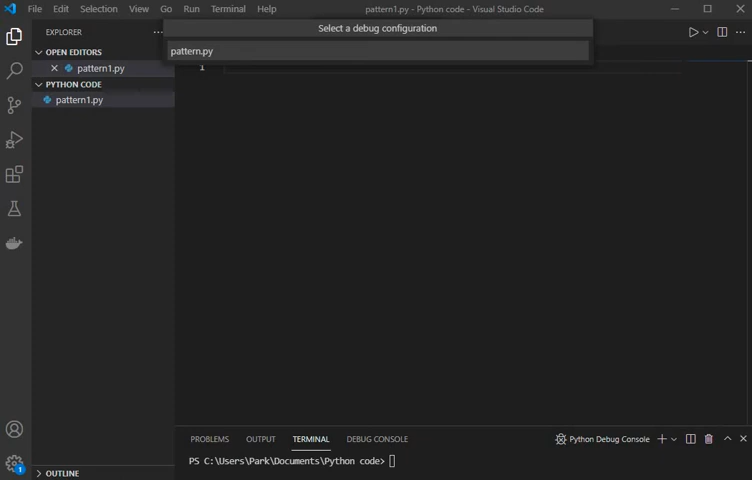 File Edit Selection View Go Run Terminal Help pattern1.py - Python code - Visual Studio Code
Select a debug configuration
pattern.py
EXPLORER ...
OPEN EDITORS
pattern1.py
PYTHON CODE
pattern1.py
OUTLINE
1
PROBLEMS OUTPUT TERMINAL DEBUG CONSOLE Python Debug Console
PS C:\Users\Park\Documents\Python code>
1